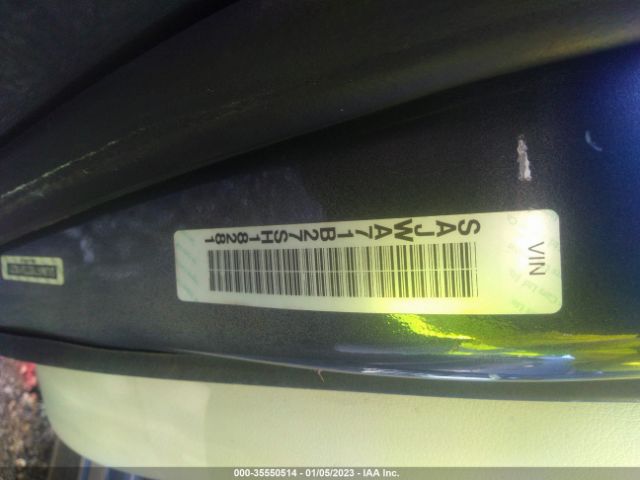 VIN
SAJWA71B27SH18281
000-35550514 - 01/05/2023 - IAA Inc.